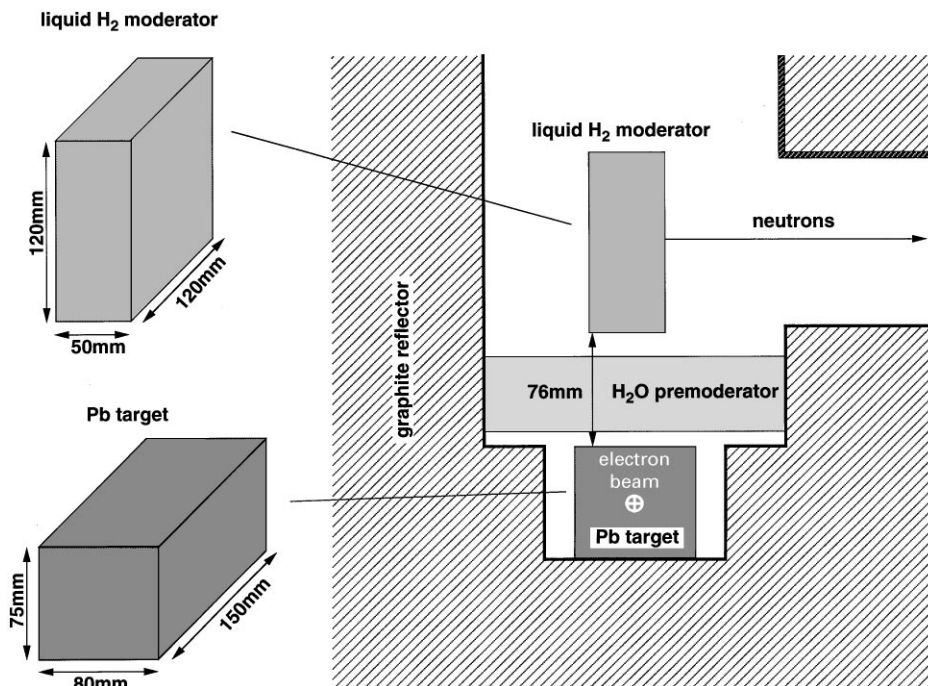 liquid H₂ moderator
120mm
120mm
50mm
liquid H₂ moderator
neutrons
graphite reflector
76mm
H₂O premoderator
Pb target
75mm
150mm
80mm
electron
beam
Pb target